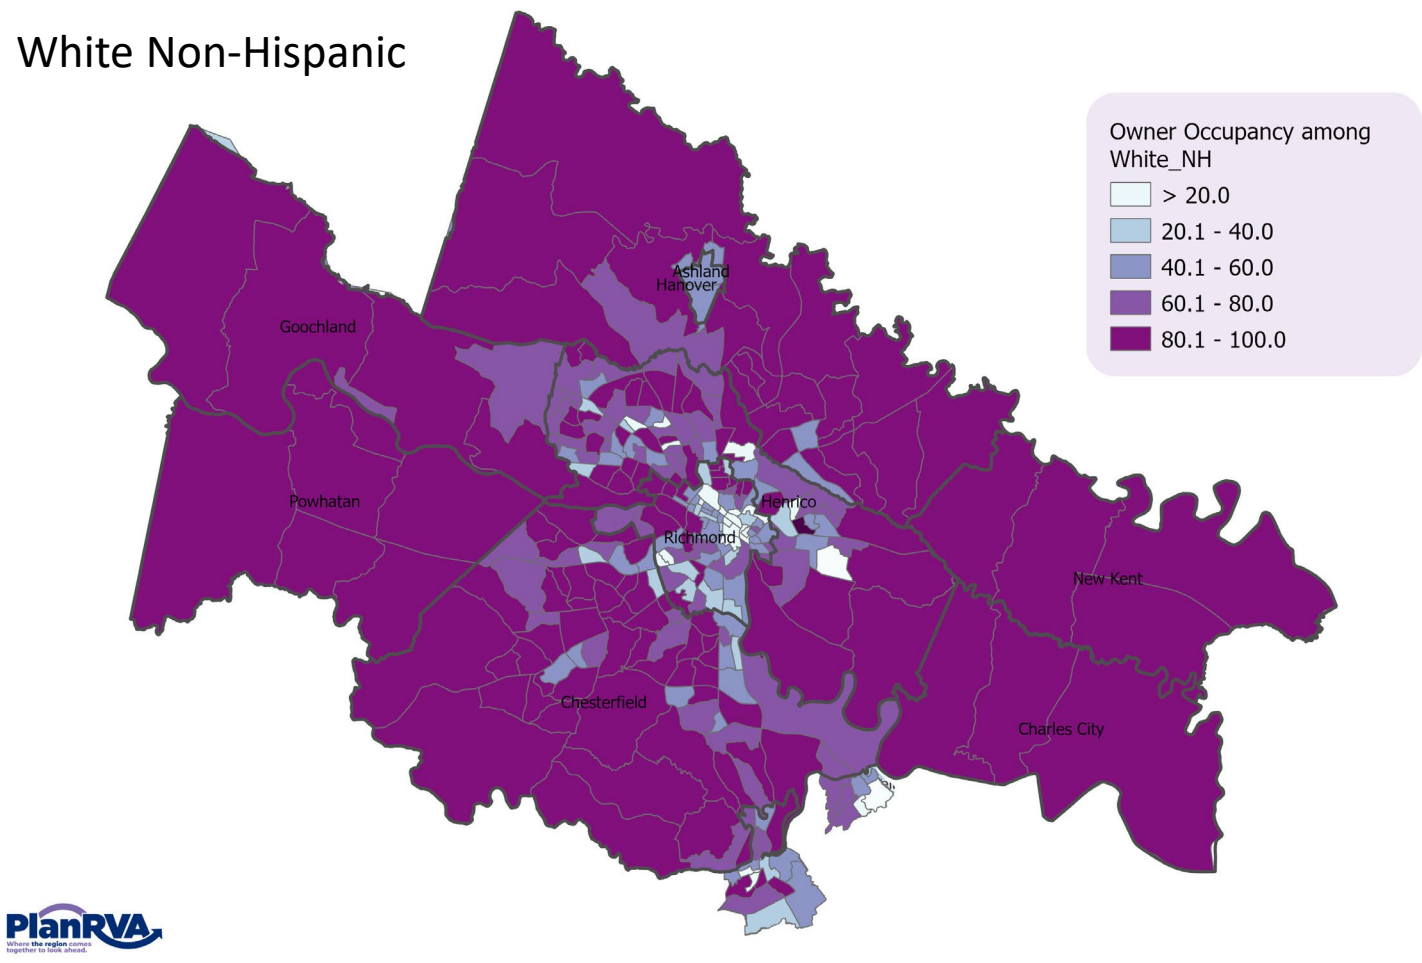 White Non-Hispanic
Owner Occupancy among
White_NH
> 20.0
20.1 - 40.0
40.1 - 60.0
60.1 - 80.0
80.1 - 100.0
Ashland
Hanover
Goochland
Powhatan
Henrico
Richmond
New Kent
Chesterfield
Charles City
PlanRVA
Where the region comes
together to look ahead.